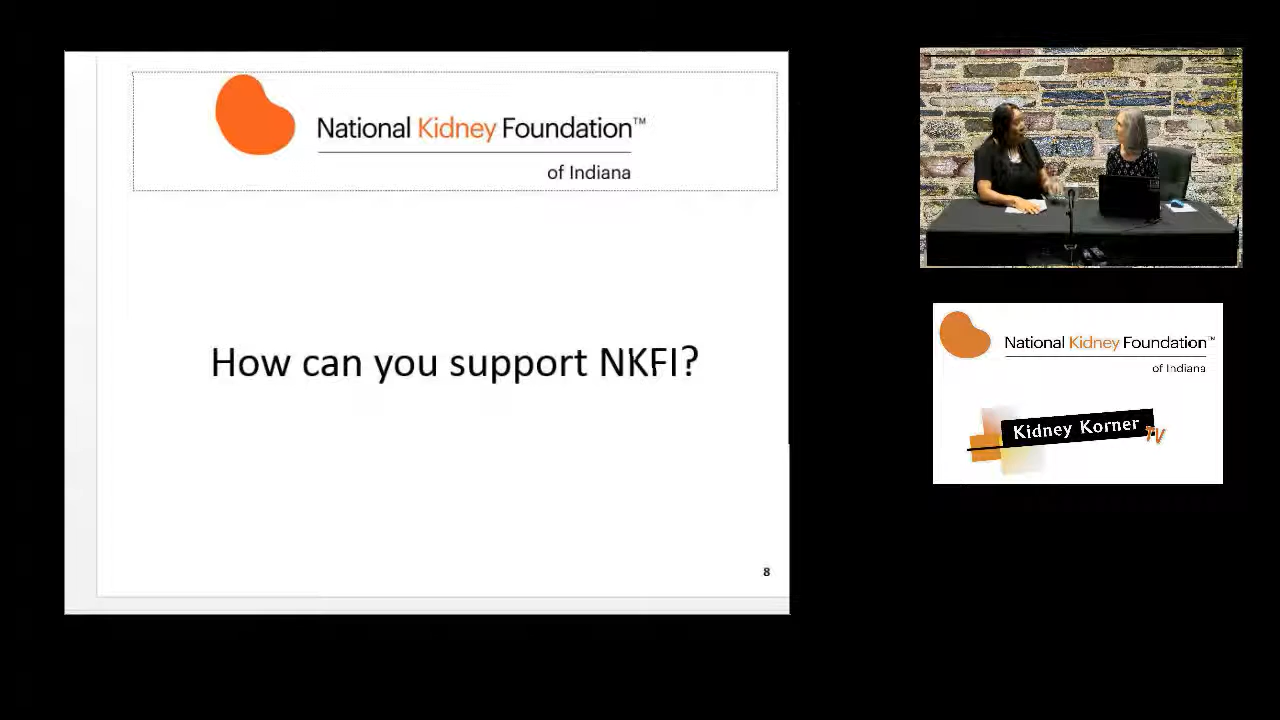 National Kidney Foundation™
of Indiana
How can you support NKFI?
8
National Kidney Foundation™
of Indiana
Kidney Korner TV